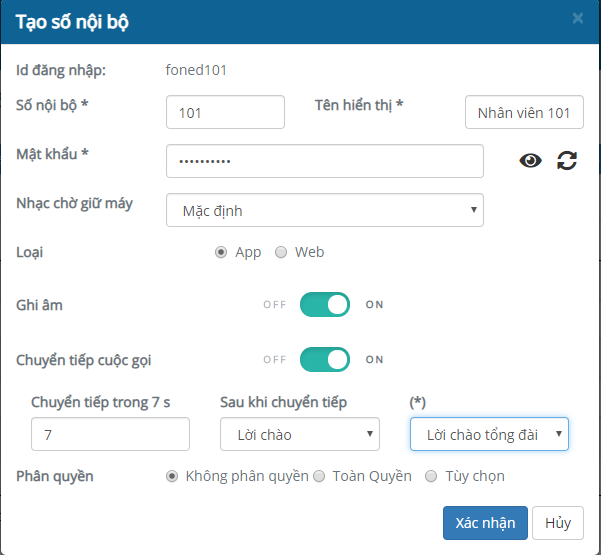 Tạo số nội bộ ×
Id đăng nhập: foned101
Số nội bộ * 101 Tên hiển thị * Nhân viên 101
Mật khẩu * ••••••••••
Nhạc chờ giữ máy Mặc định
Loại App Web
Ghi âm OFF ON
Chuyển tiếp cuộc gọi OFF ON
Chuyển tiếp trong 7 s Sau khi chuyển tiếp (*)
7 Lời chào Lời chào tổng đài
Phân quyền Không phân quyền Toàn Quyền Tùy chọn
Xác nhận Hủy